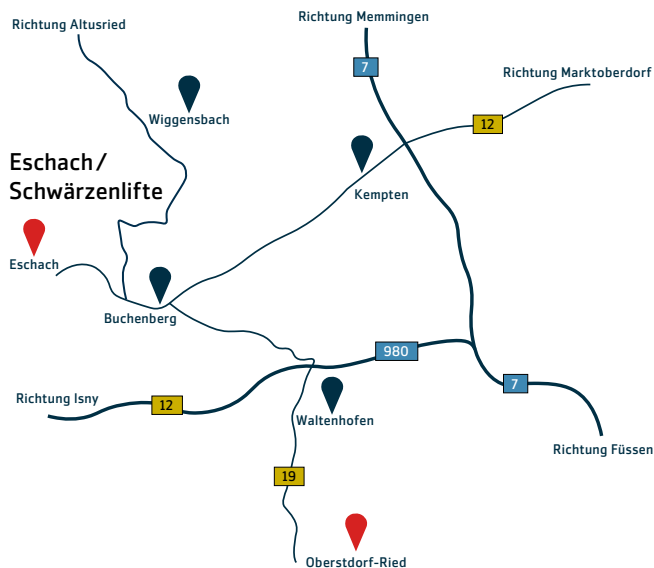 Richtung Memmingen
Richtung Altusried
7
Richtung Marktoberdorf
Wiggensbach
12
Eschach/
Schwärzenlifte
Kempten
Eschach
Buchenberg
980
7
Richtung Isny
12
Waltenhofen
Richtung Füssen
19
Oberstdorf-Ried